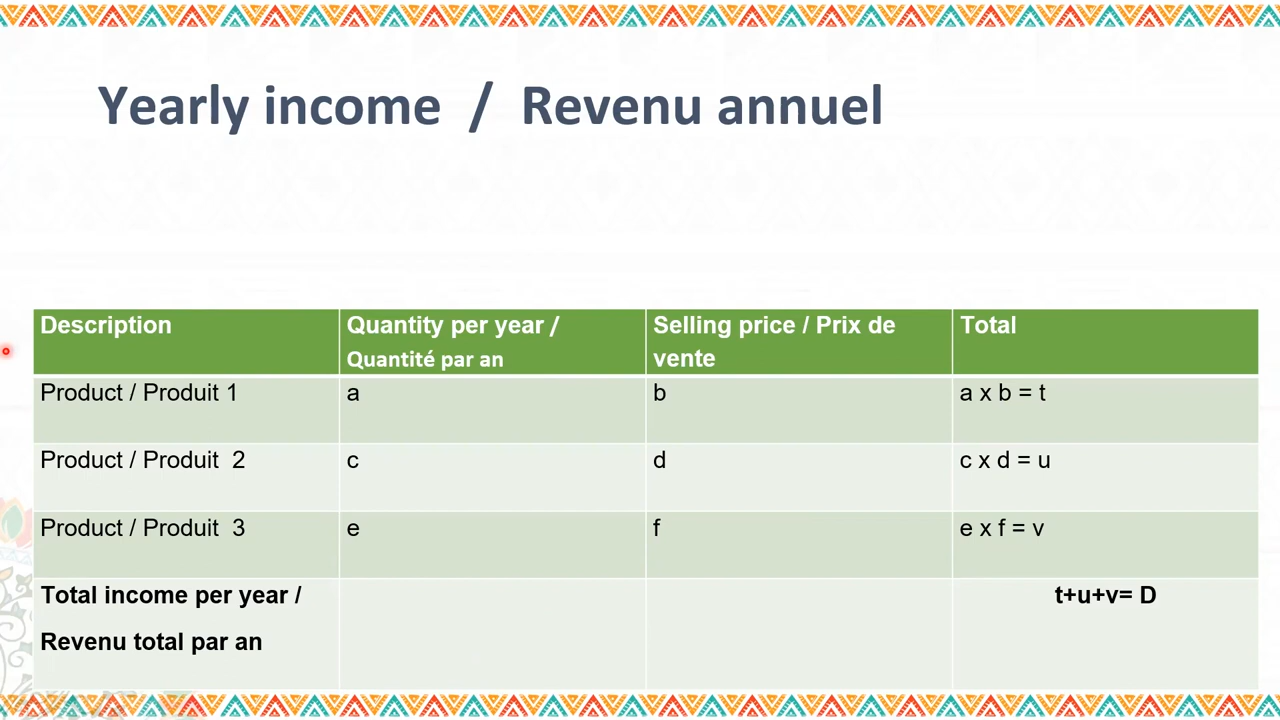 Yearly income / Revenu annuel
Description
Quantity per year /
Quantité par an
Selling price / Prix de
vente
Total
Product / Produit 1
a
b
a x b = t
Product / Produit 2
c
d
c x d = u
Product / Produit 3
e
f
e x f = v
Total income per year /
Revenu total par an
t+u+v= D